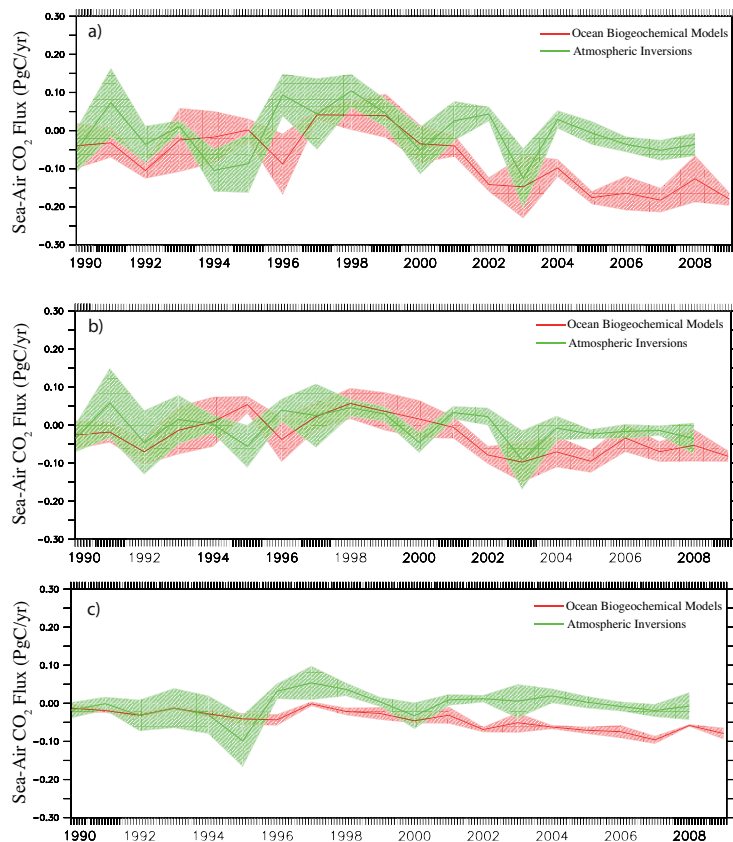 a)
Sea-Air CO₂ Flux (PgC/yr)
0.30
0.20
0.10
0.00
−0.10
−0.20
−0.30
Ocean Biogeochemical Models
Atmospheric Inversions
1990 1992 1994 1996 1998 2000 2002 2004 2006 2008
b)
Sea-Air CO₂ Flux (PgC/yr)
0.30
0.20
0.10
0.00
−0.10
−0.20
−0.30
Ocean Biogeochemical Models
Atmospheric Inversions
1990 1992 1994 1996 1998 2000 2002 2004 2006 2008
c)
Sea-Air CO₂ Flux (PgC/yr)
0.30
0.20
0.10
0.00
−0.10
−0.20
−0.30
Ocean Biogeochemical Models
Atmospheric Inversions
1990 1992 1994 1996 1998 2000 2002 2004 2006 2008